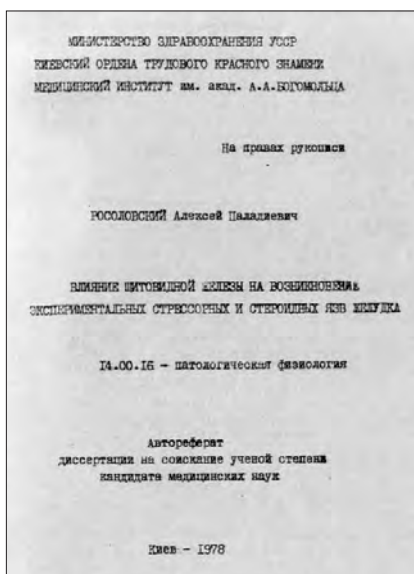 МИНИСТЕРСТВО ЗДРАВООХРАНЕНИЯ УССР
КИЕВСКИЙ ОРДЕНА ТРУДОВОГО КРАСНОГО ЗНАМЕНИ
МЕДИЦИНСКИЙ ИНСТИТУТ им. акад. А.А.БОГОМОЛЬЦА
На правах рукописи
РОСОЛОВСКИЙ Алексей Паладиевич
ВЛИЯНИЕ ЩИТОВИДНОЙ ЖЕЛЕЗЫ НА ВОЗНИКНОВЕНИЕ
ЭКСПЕРИМЕНТАЛЬНЫХ СТРЕССОРНЫХ И СТЕРОИДНЫХ ЯЗВ ЖЕЛУДКА
14.00.16 - патологическая физиология
Автореферат
диссертации на соискание ученой степени
кандидата медицинских наук
Киев - 1978